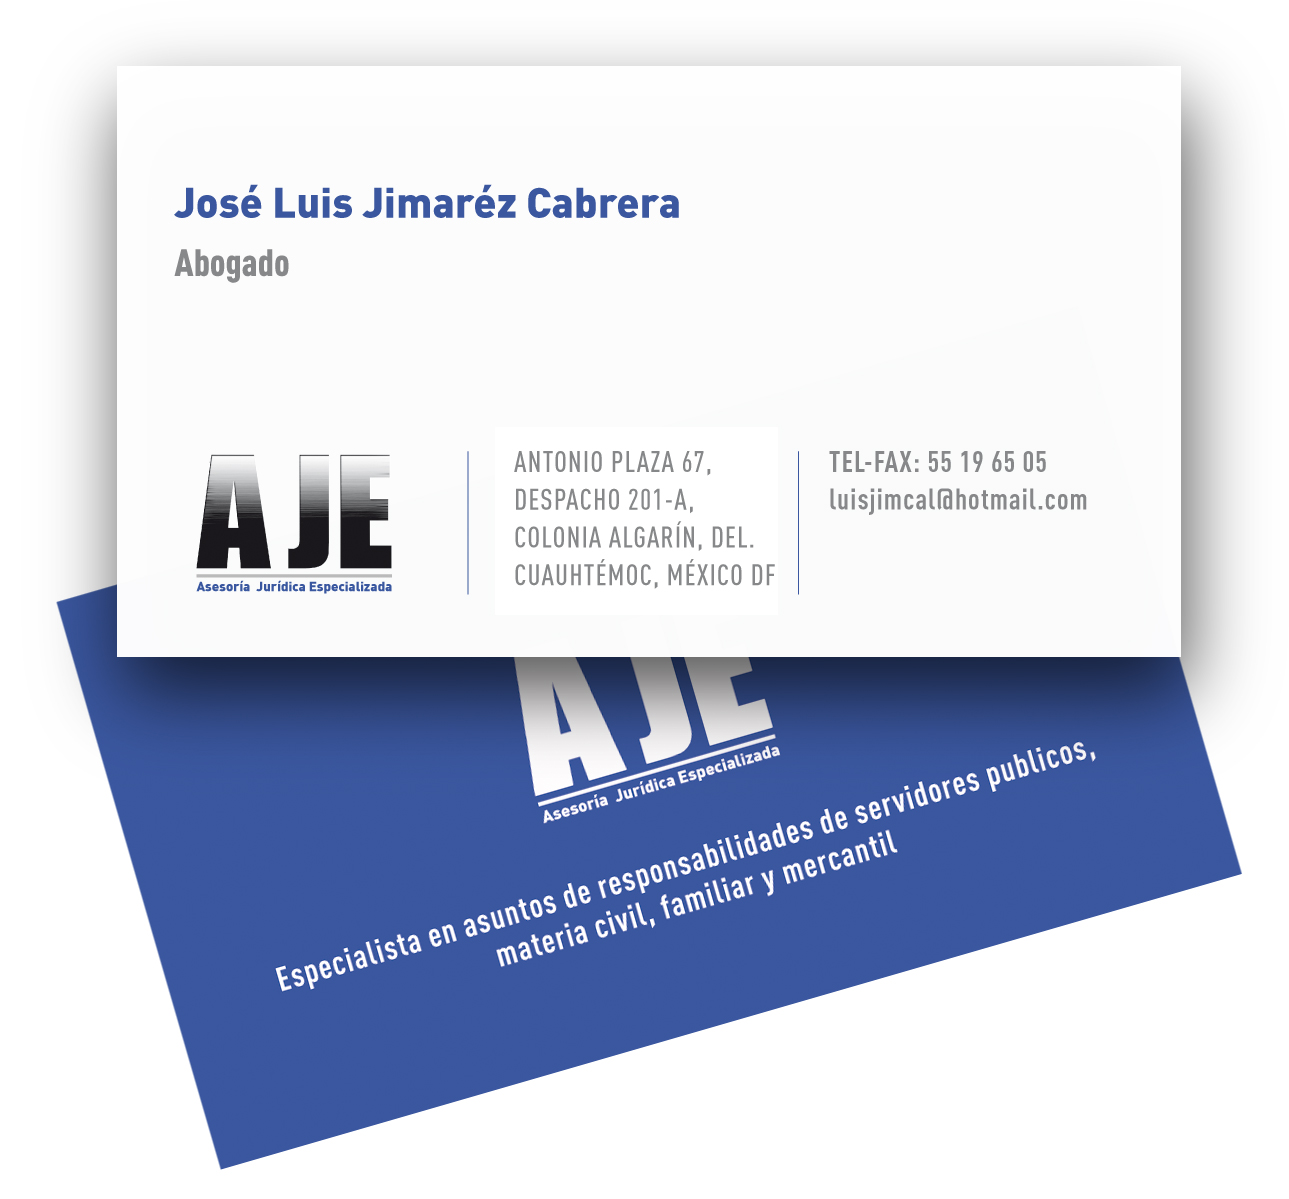 José Luis Jimaréz Cabrera
Abogado
AJE
Asesoría Jurídica Especializada
ANTONIO PLAZA 67,
DESPACHO 201-A,
COLONIA ALGARÍN, DEL.
CUAUHTÉMOC, MÉXICO DF
TEL-FAX: 55 19 65 05
luisjimcal@hotmail.com
AJE
Asesoría Jurídica Especializada
Especialista en asuntos de responsabilidades de servidores publicos,
materia civil, familiar y mercantil